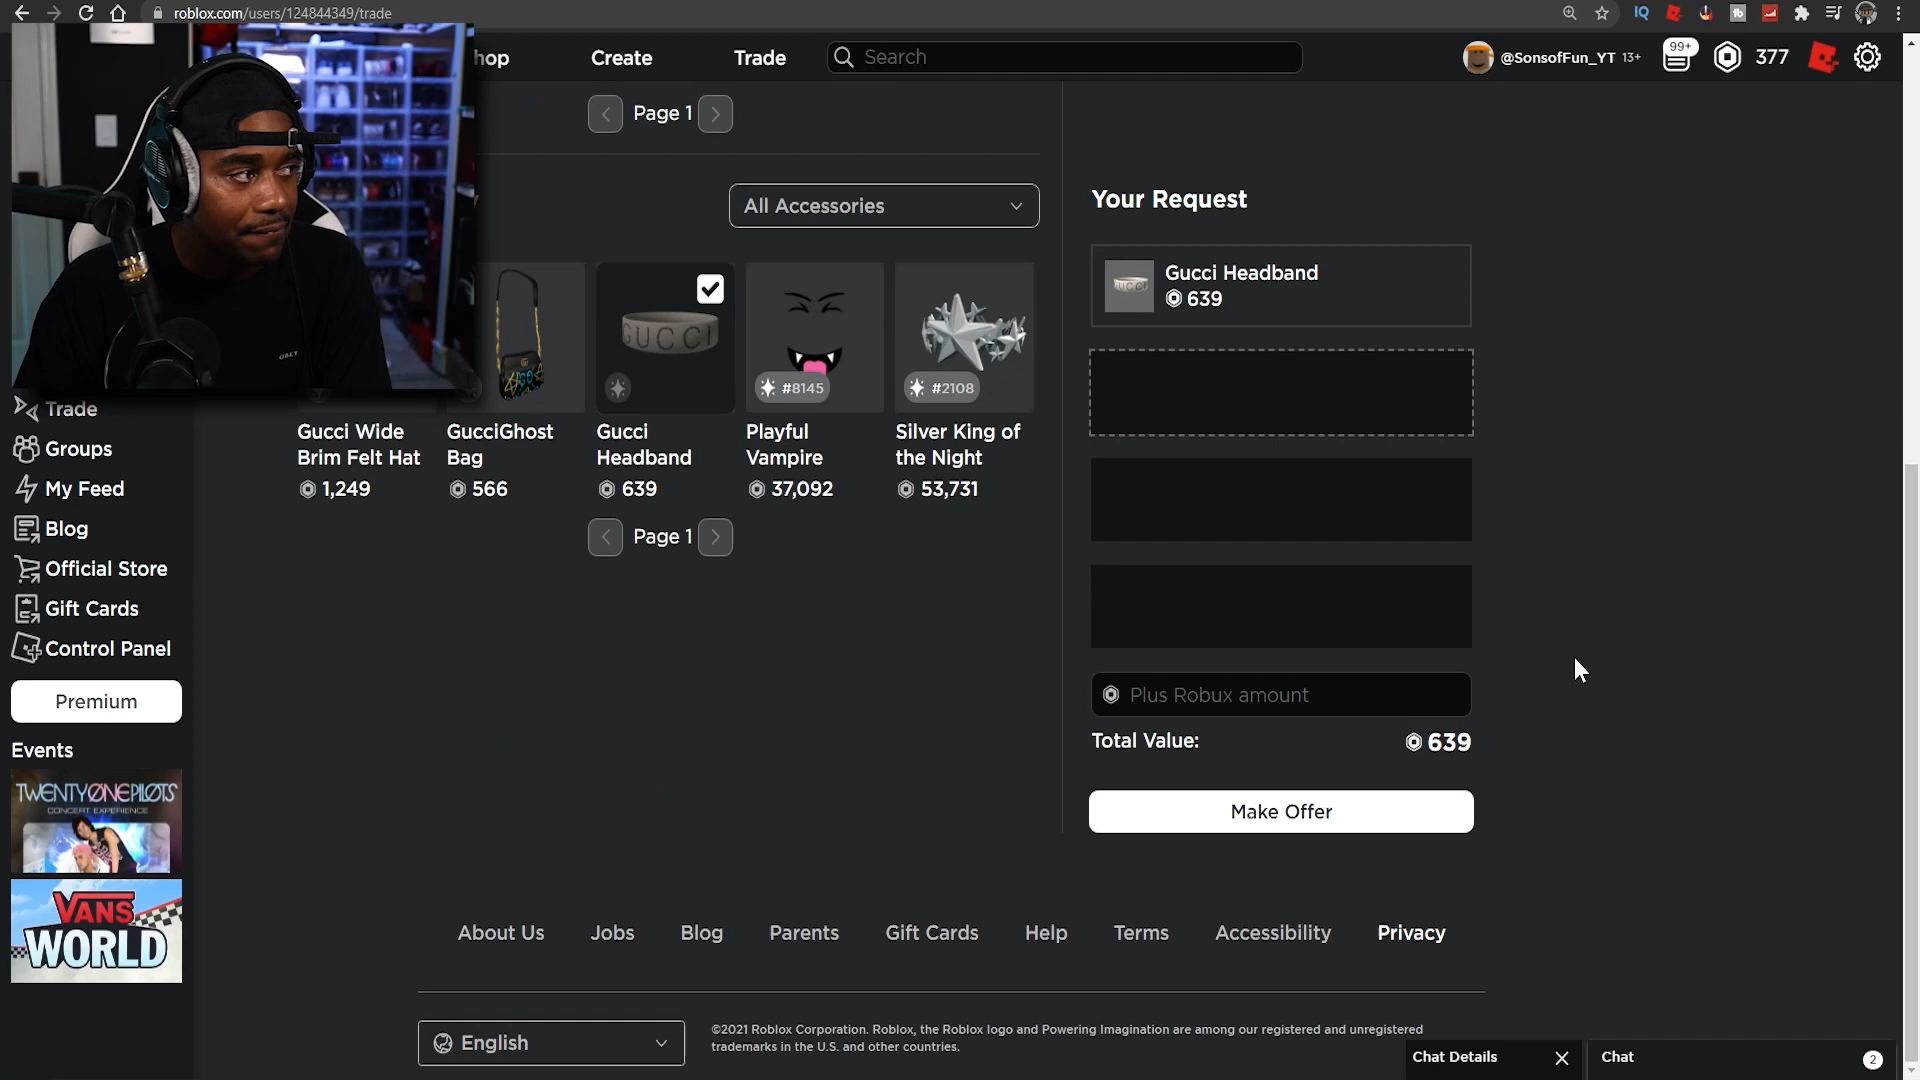 roblox.com/users/124844349/trade
hop
Create
Trade
Search
@SonsofFun_YT 13+
99+
377
Page 1
All Accessories
Your Request
Gucci Headband
639
GUCCI
#8145
#2108
OBEY
Gucci Wide Brim Felt Hat
1,249
GucciGhost Bag
566
Gucci Headband
639
Playful Vampire
37,092
Silver King of the Night
53,731
Page 1
Trade
Groups
My Feed
Blog
Official Store
Gift Cards
Control Panel
Premium
Events
TWENTY ØNE PILØTS
CONCERT EXPERIENCE
VANS
WORLD
Plus Robux amount
Total Value:
639
Make Offer
About Us
Jobs
Blog
Parents
Gift Cards
Help
Terms
Accessibility
Privacy
English
©2021 Roblox Corporation. Roblox, the Roblox logo and Powering Imagination are among our registered and unregistered
trademarks in the U.S. and other countries.
Chat Details
Chat
2